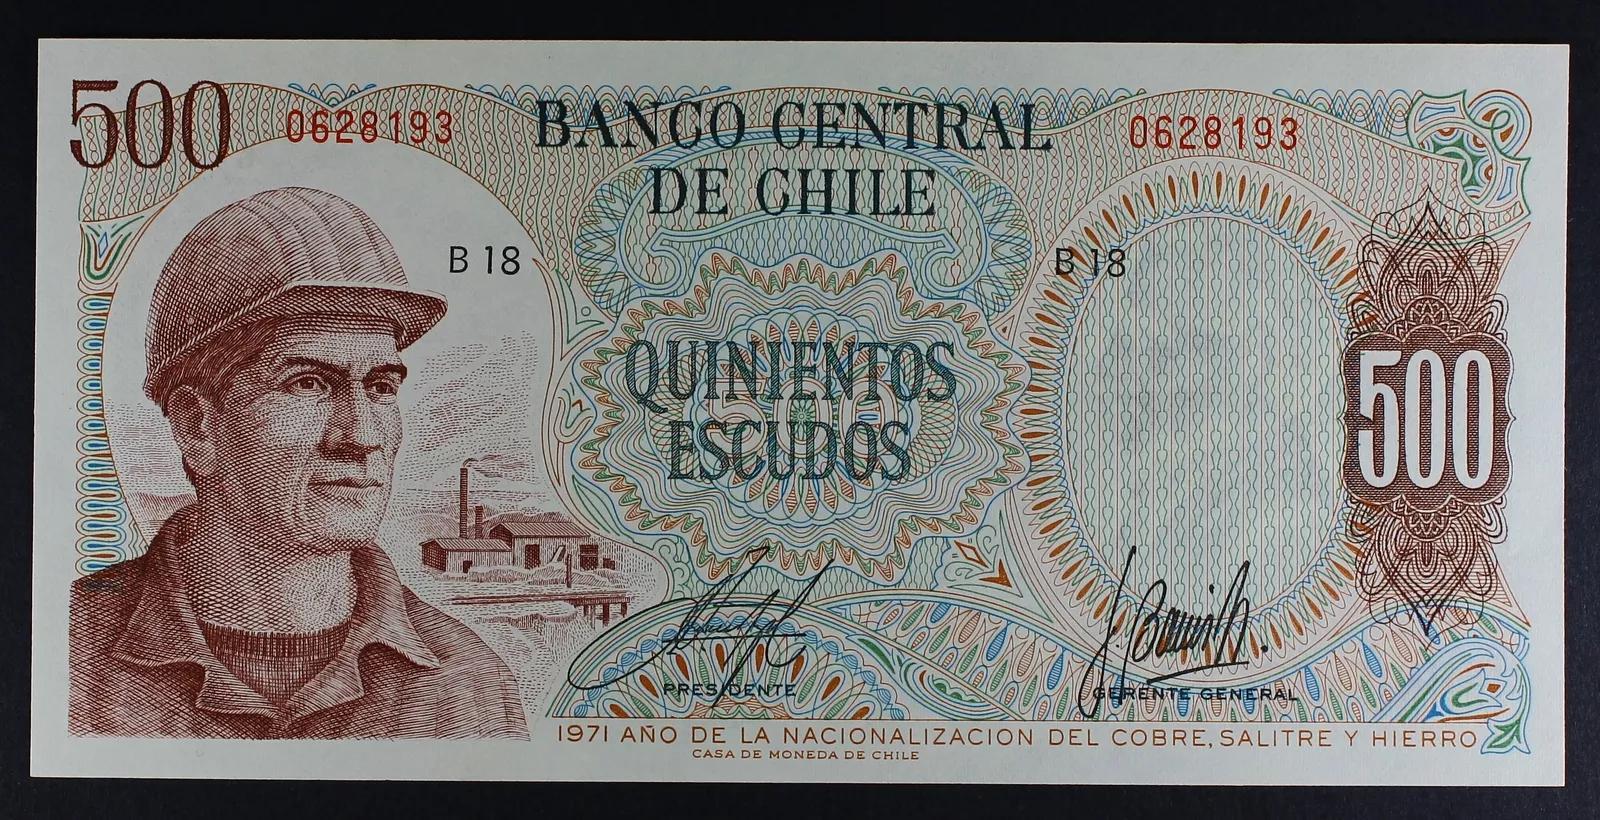 500
0628193
BANCO CENTRAL
DE CHILE
0628193
B 18
B 18
QUINIENTOS
ESCUDOS
500
500
PRESIDENTE
GERENTE GENERAL
1971 AÑO DE LA NACIONALIZACION DEL COBRE, SALITRE Y HIERRO
CASA DE MONEDA DE CHILE